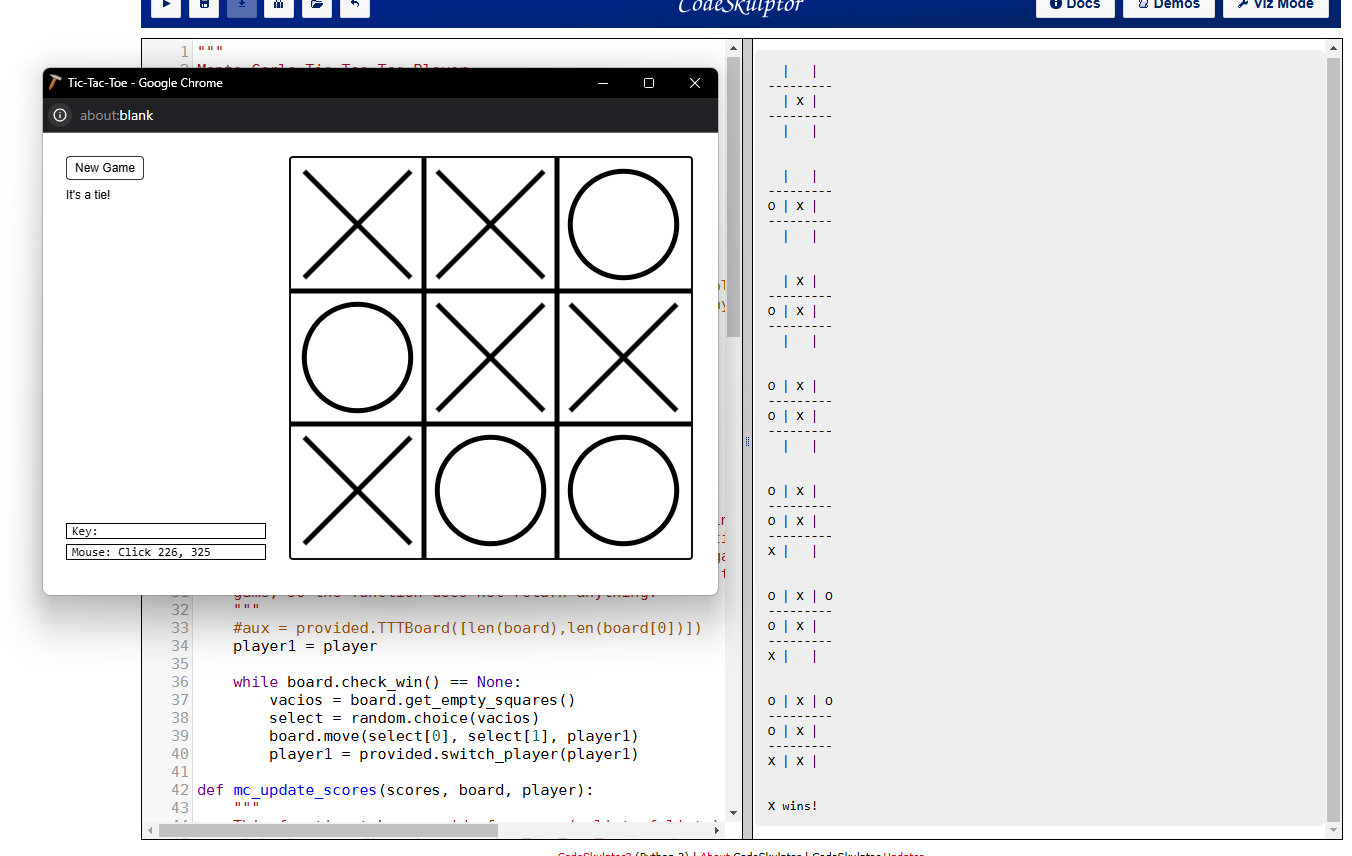 CodeSkulptor
Docs
Demos
Viz Mode
1 """
Tic-Tac-Toe - Google Chrome
about:blank
New Game
It's a tie!
Key:
Mouse: Click 226, 325
32 """
33 #aux = provided.TTTBoard([len(board),len(board[0])])
34 player1 = player
35
36 while board.check_win() == None:
37 vacios = board.get_empty_squares()
38 select = random.choice(vacios)
39 board.move(select[0], select[1], player1)
40 player1 = provided.switch_player(player1)
41
42 def mc_update_scores(scores, board, player):
43 """
| |
---------
| X |
---------
| |
| |
---------
O | X |
---------
| |
| X |
---------
O | X |
---------
| |
O | X |
---------
O | X |
---------
| |
O | X |
---------
O | X |
---------
X | |
O | X | O
---------
O | X |
---------
X | |
O | X | O
---------
O | X |
---------
X | X |
X wins!